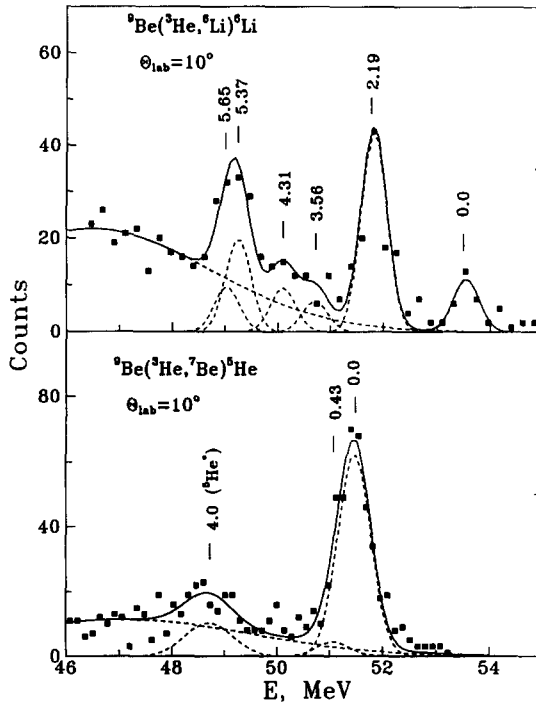 ⁹Be(³He,⁶Li)⁶Li
Θlab=10°
60
40
20
0
5.65
5.37
4.31
3.56
2.19
0.0
Counts
⁹Be(³He,⁷Be)⁵He
Θlab=10°
80
40
0
4.0 (⁵He*)
0.43
0.0
46 48 50 52 54
E, MeV